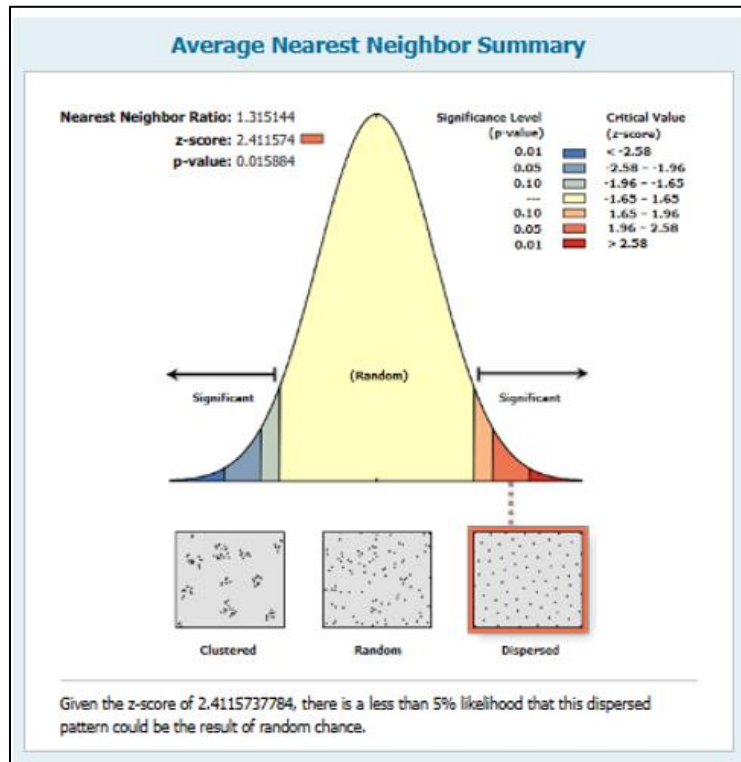 Average Nearest Neighbor Summary
Nearest Neighbor Ratio: 1.315144
z-score: 2.411574
p-value: 0.015884
Significance Level Critical Value
(p-value) (z-score)
0.01 < -2.58
0.05 -2.58 - -1.96
0.10 -1.96 - -1.65
--- -1.65 - 1.65
0.10 1.65 - 1.96
0.05 1.96 - 2.58
0.01 > 2.58
(Random)
Significant Significant
Clustered Random Dispersed
Given the z-score of 2.4115737784, there is a less than 5% likelihood that this dispersed
pattern could be the result of random chance.